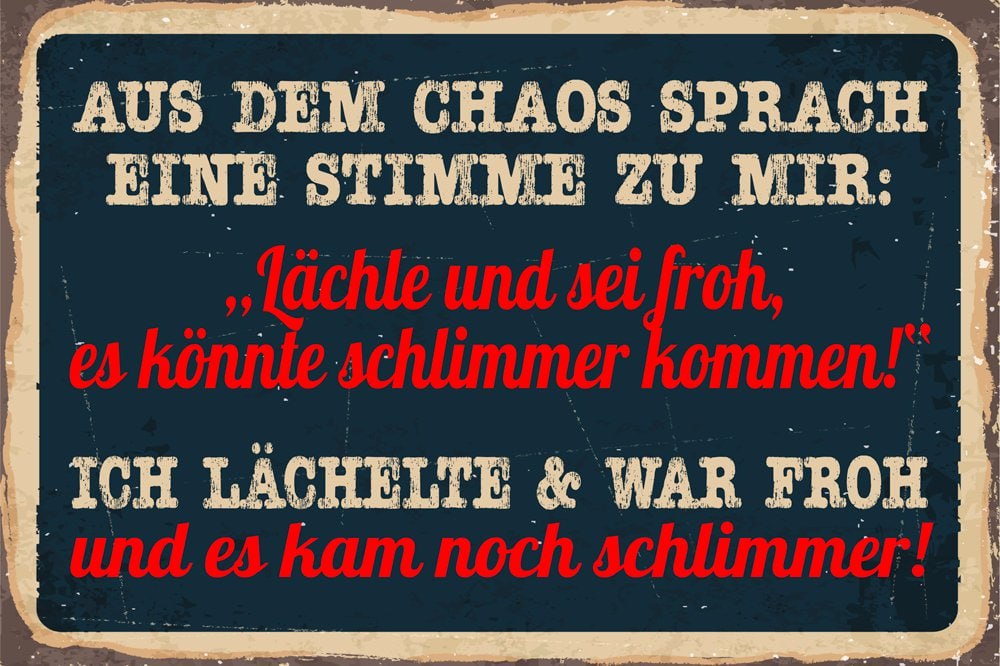 AUS DEM CHAOS SPRACH
EINE STIMME ZU MIR:
„Lächle und sei froh,
es könnte schlimmer kommen!“
ICH LÄCHELTE & WAR FROH
und es kam noch schlimmer!